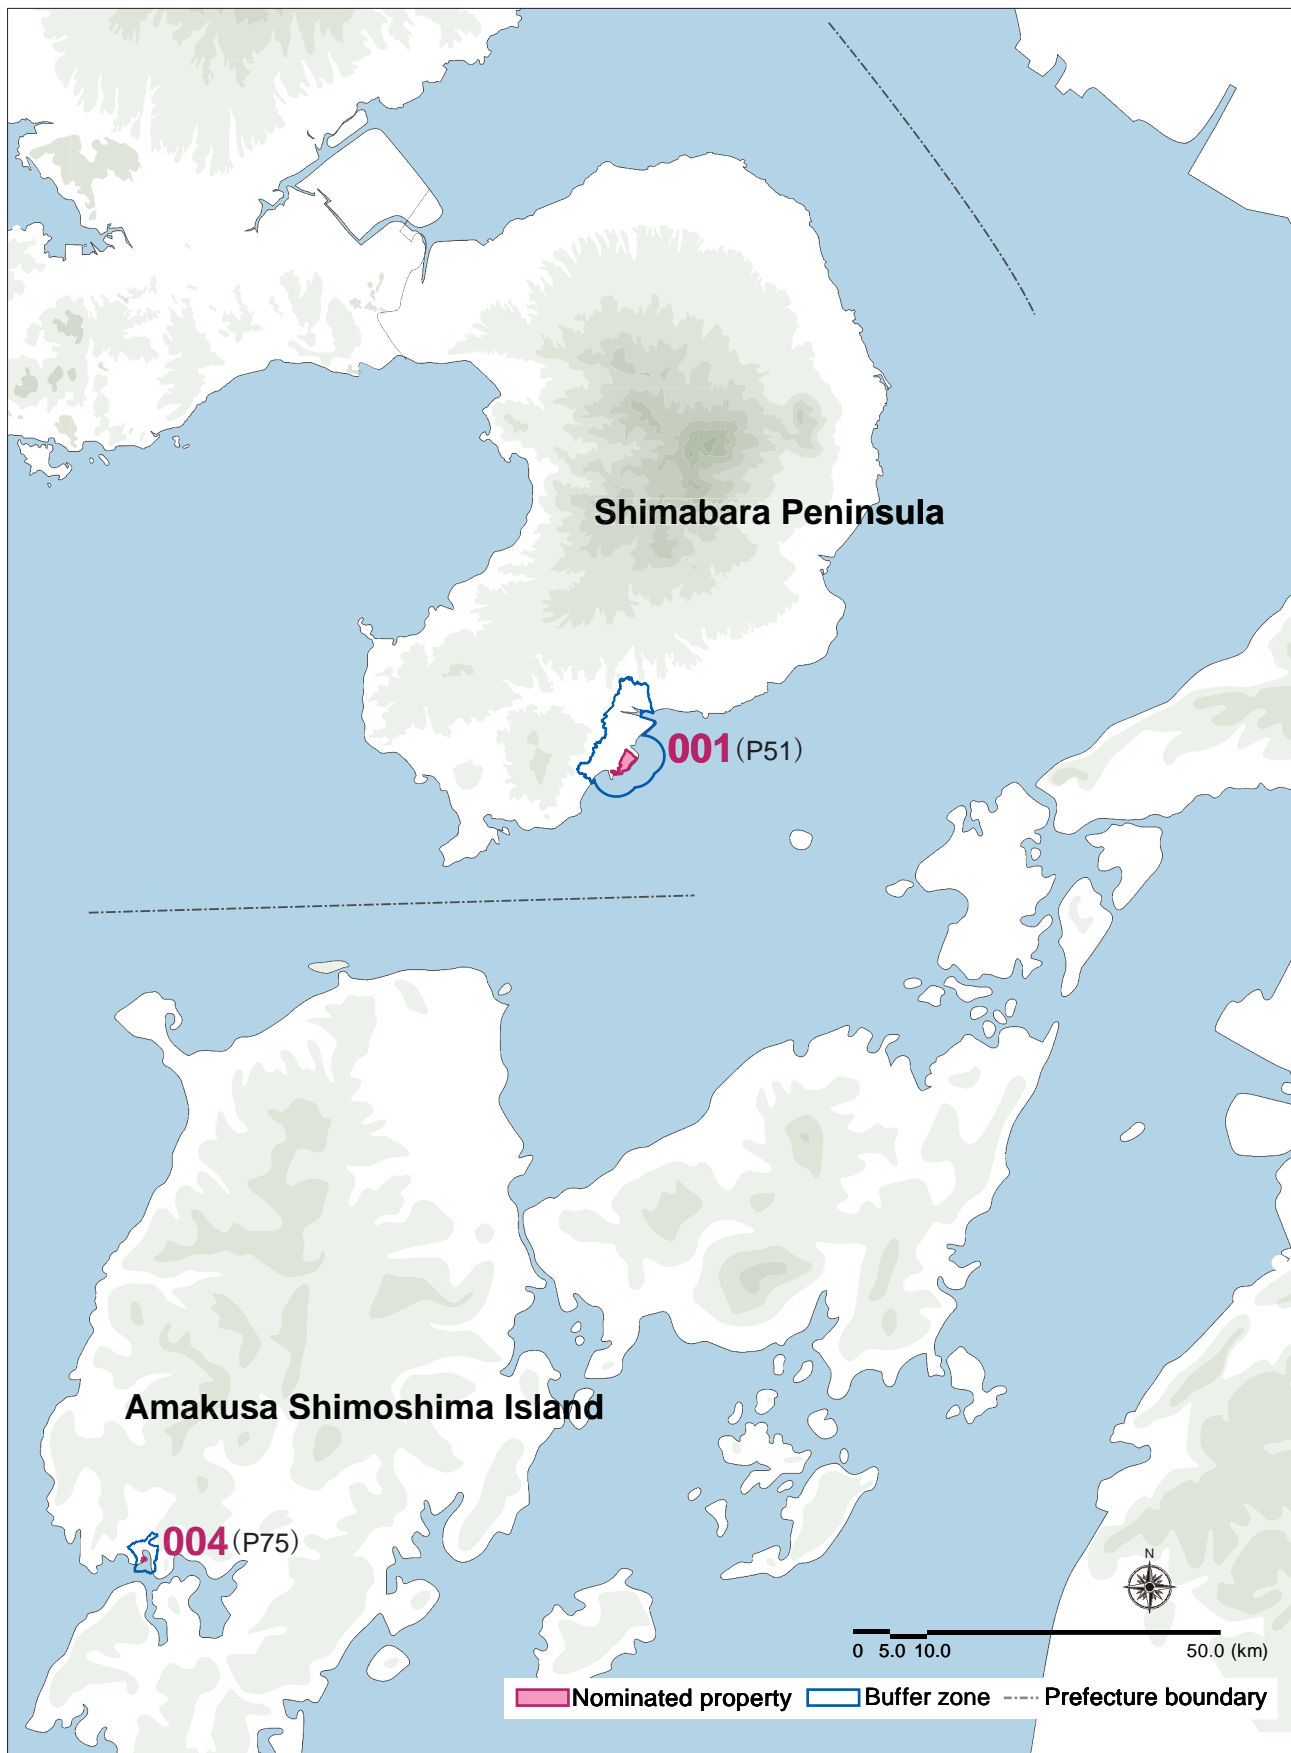 Shimabara Peninsula
001 (P51)
Amakusa Shimoshima Island
004 (P75)
N
0 5.0 10.0 50.0 (km)
Nominated property Buffer zone Prefecture boundary